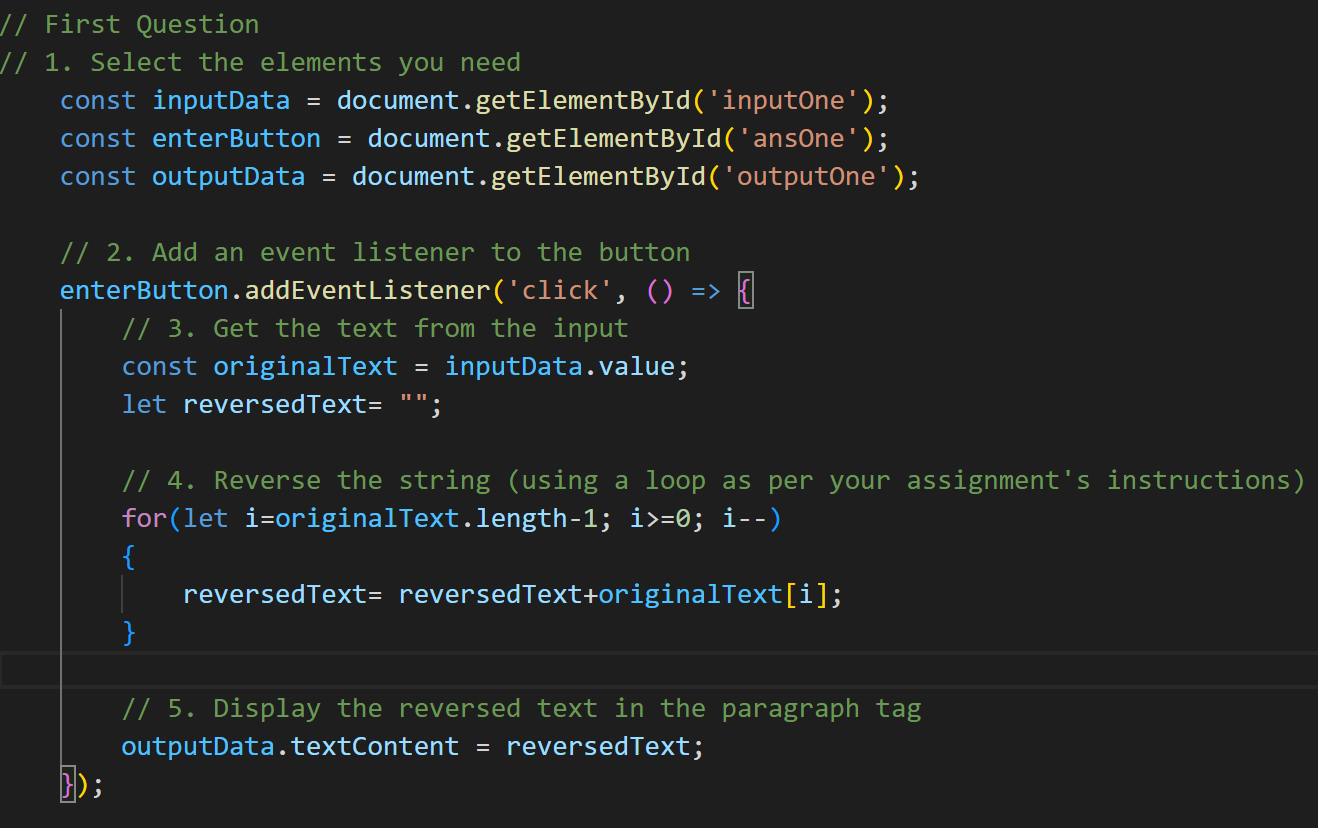 // First Question
// 1. Select the elements you need
const inputData = document.getElementById('inputOne');
const enterButton = document.getElementById('ansOne');
const outputData = document.getElementById('outputOne');
// 2. Add an event listener to the button
enterButton.addEventListener('click', () => {
// 3. Get the text from the input
const originalText = inputData.value;
let reversedText= "";
// 4. Reverse the string (using a loop as per your assignment's instructions)
for(let i=originalText.length-1; i>=0; i--)
{
reversedText= reversedText+originalText[i];
}
// 5. Display the reversed text in the paragraph tag
outputData.textContent = reversedText;
});